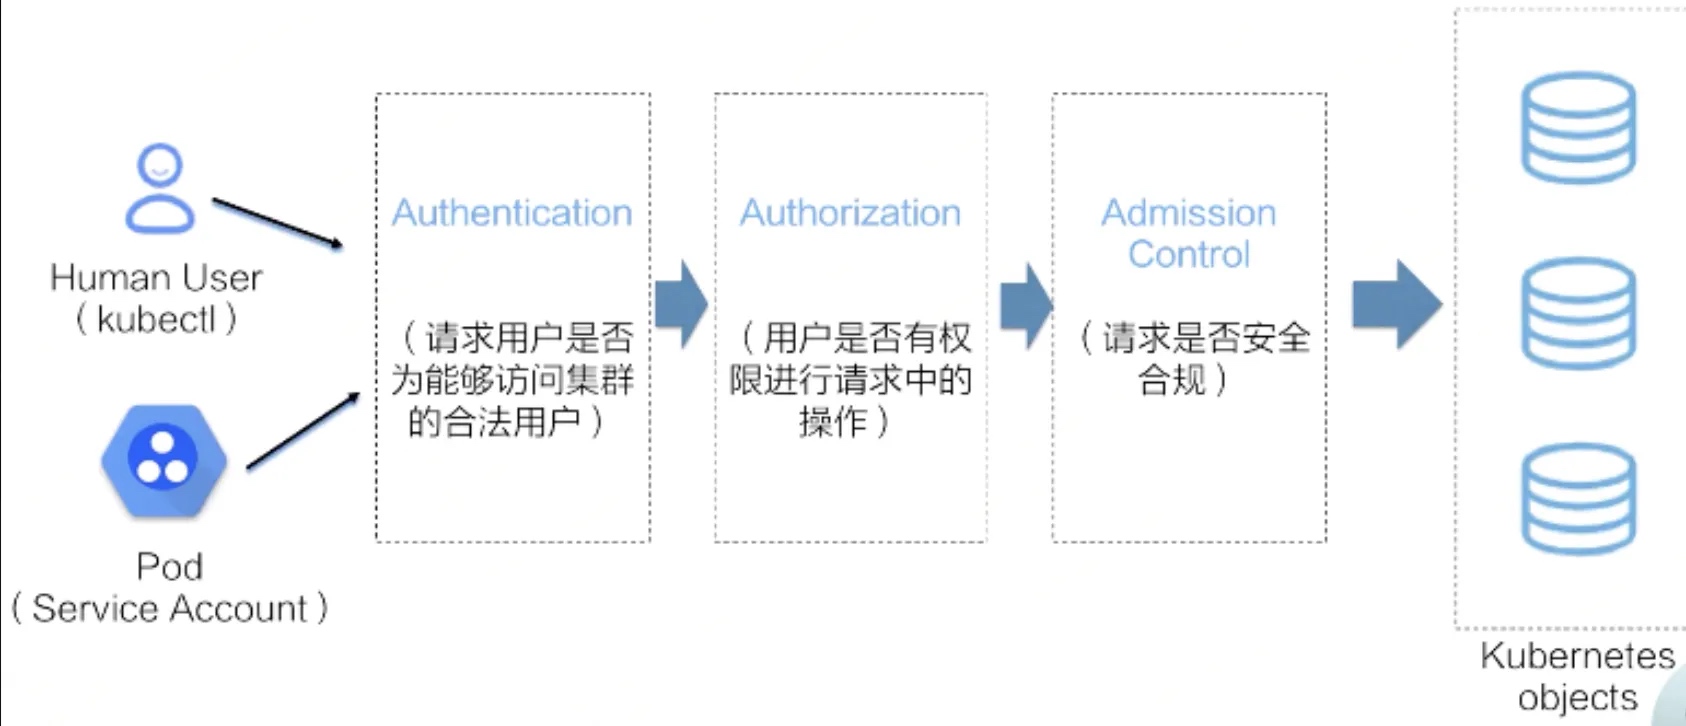 Human User
（kubectl）
Pod
（Service Account）
Authentication
（请求用户是否
为能够访问集群
的合法用户）
Authorization
（用户是否有权
限进行请求中的
操作）
Admission
Control
（请求是否安全
合规）
Kubernetes
objects